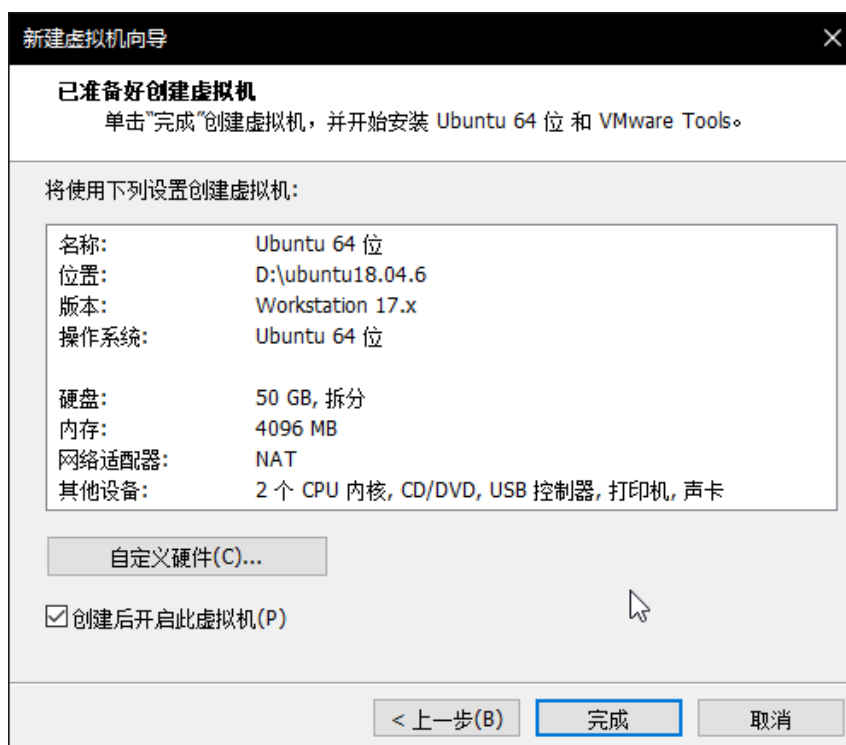 新建虚拟机向导
已准备好创建虚拟机
单击"完成"创建虚拟机，并开始安装 Ubuntu 64 位 和 VMware Tools。
将使用下列设置创建虚拟机:
名称: Ubuntu 64 位
位置: D:\ubuntu18.04.6
版本: Workstation 17.x
操作系统: Ubuntu 64 位
硬盘: 50 GB, 拆分
内存: 4096 MB
网络适配器: NAT
其他设备: 2 个 CPU 内核, CD/DVD, USB 控制器, 打印机, 声卡
自定义硬件(C)...
创建后开启此虚拟机(P)
< 上一步(B) 完成 取消